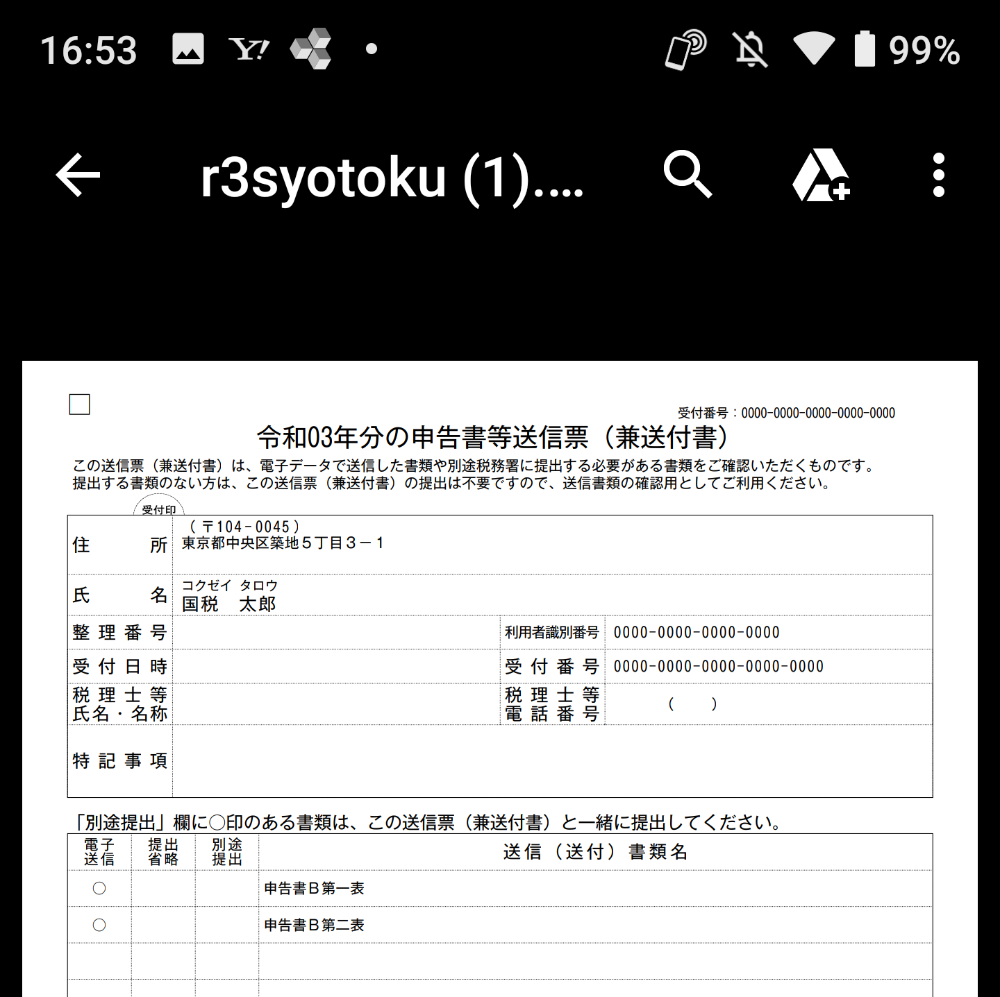 16:53
99%
r3syotoku (1)....
受付番号：0000-0000-0000-0000-0000
令和03年分の申告書等送信票（兼送付書）
この送信票（兼送付書）は、電子データで送信した書類や別途税務署に提出する必要がある書類をご確認いただくものです。
提出する書類のない方は、この送信票（兼送付書）の提出は不要ですので、送信書類の確認用としてご利用ください。
受付印
住所
（〒104-0045）
東京都中央区築地５丁目３－１
氏名
コクゼイ タロウ
国税　太郎
整理番号
利用者識別番号 0000-0000-0000-0000
受付日時
受付番号 0000-0000-0000-0000-0000
税理士等
氏名・名称
税理士等
電話番号
（　　）
特記事項
「別途提出」欄に○印のある書類は、この送信票（兼送付書）と一緒に提出してください。
電子
送信
提出
省略
別途
提出
送信（送付）書類名
○ 申告書Ｂ第一表
○ 申告書Ｂ第二表